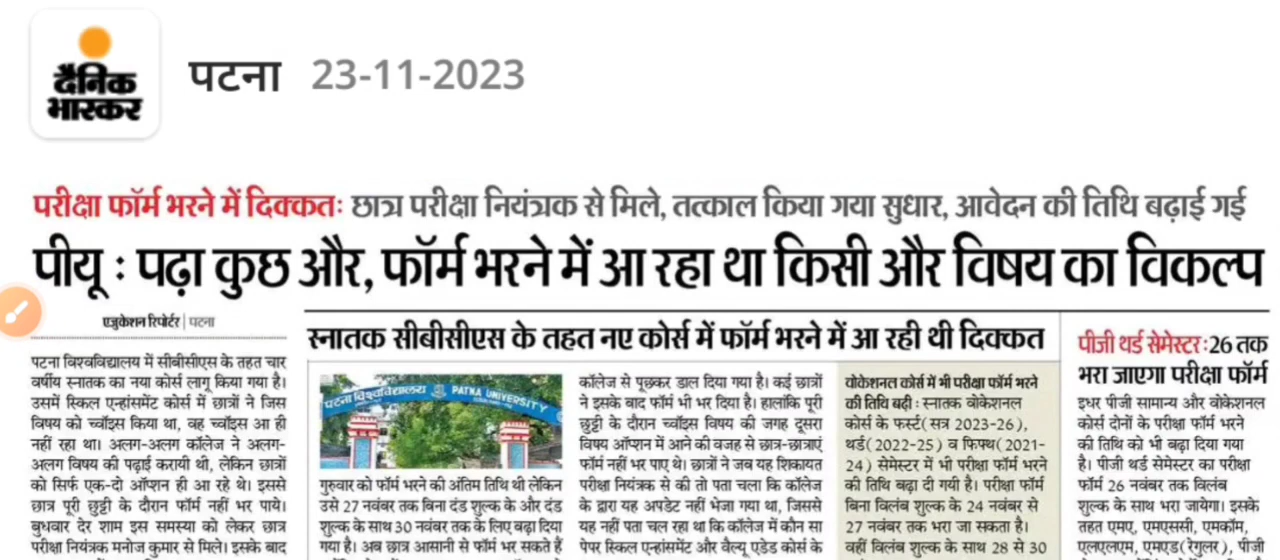 दैनिक
भास्कर
पटना 23-11-2023
परीक्षा फॉर्म भरने में दिक्कतः छात्र परीक्षा नियंत्रक से मिले, तत्काल किया गया सुधार, आवेदन की तिथि बढ़ाई गई
पीयू : पढ़ा कुछ और, फॉर्म भरने में आ रहा था किसी और विषय का विकल्प
एजुकेशन रिपोर्टर | पटना
पटना विश्वविद्यालय में सीबीसीएस के तहत चार
वर्षीय स्नातक का नया कोर्स लागू किया गया है।
उसमें स्किल एन्हांसमेंट कोर्स में छात्रों ने जिस
विषय को च्वॉइस किया था, वह च्वॉइस आ ही
नहीं रहा था। अलग-अलग कॉलेज ने अलग-
अलग विषय की पढ़ाई करायी थी, लेकिन छात्रों
को सिर्फ एक-दो ऑप्शन ही आ रहे थे। इससे
छात्र पूरी छुट्टी के दौरान फॉर्म नहीं भर पाये।
बुधवार देर शाम इस समस्या को लेकर छात्र
परीक्षा नियंत्रक मनोज कुमार से मिले। इसके बाद
स्नातक सीबीसीएस के तहत नए कोर्स में फॉर्म भरने में आ रही थी दिक्कत
पटना विश्वविद्यालय PATNA UNIVERSITY
गुरुवार को फॉर्म भरने की अंतिम तिथि थी लेकिन
उसे 27 नवंबर तक बिना दंड शुल्क के और दंड
शुल्क के साथ 30 नवंबर तक के लिए बढ़ा दिया
गया है। अब छात्र आसानी से फॉर्म भर सकते हैं
कॉलेज से पूछकर डाल दिया गया है। कई छात्रों
ने इसके बाद फॉर्म भी भर दिया है। हालांकि पूरी
छुट्टी के दौरान च्वॉइस विषय की जगह दूसरा
विषय ऑप्शन में आने की वजह से छात्र-छात्राएं
फॉर्म नहीं भर पाए थे। छात्रों ने जब यह शिकायत
परीक्षा नियंत्रक से की तो पता चला कि कॉलेज
के द्वारा यह अपडेट नहीं भेजा गया था, जिससे
यह नहीं पता चल रहा था कि कॉलेज में कौन सा
पेपर स्किल एन्हांसमेंट और वैल्यू एडेड कोर्स के
वोकेशनल कोर्स में भी परीक्षा फॉर्म भरने
की तिथि बढ़ी : स्नातक वोकेशनल
कोर्स के फर्स्ट( सत्र 2023-26),
थर्ड( 2022-25) व फिफ्थ( 2021-
24) सेमेस्टर में भी परीक्षा फॉर्म भरने
की तिथि बढ़ा दी गयी है। परीक्षा फॉर्म
बिना विलंब शुल्क के 24 नवंबर से
27 नवंबर तक भरा जा सकता है।
वहीं विलंब शुल्क के साथ 28 से 30
पीजी थर्ड सेमेस्टर :26 तक
भरा जाएगा परीक्षा फॉर्म
इधर पीजी सामान्य और वोकेशनल
कोर्स दोनों के परीक्षा फॉर्म भरने
की तिथि को भी बढ़ा दिया गया
है। पीजी थर्ड सेमेस्टर का परीक्षा
फॉर्म 26 नवंबर तक विलंब
शुल्क के साथ भरा जायेगा। इसके
तहत एमए, एमएससी, एमकॉम,
एलएलएम, एमएड(रेगुलर), पीजी